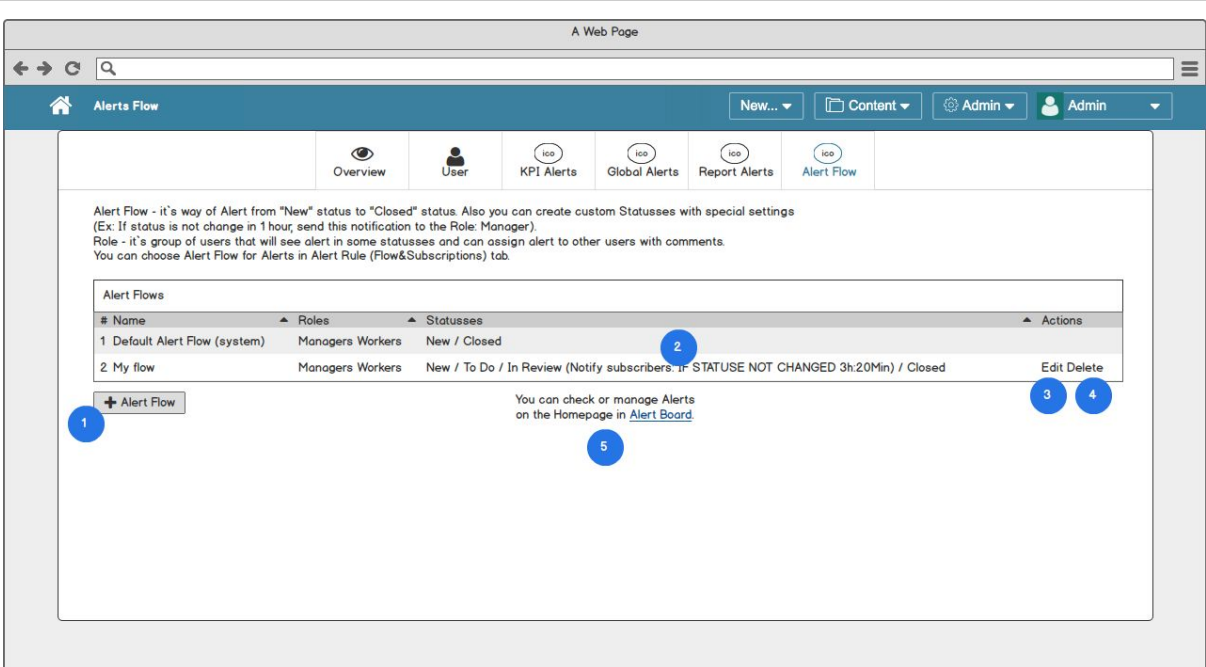 A Web Page
Alerts Flow
New...
Content
Admin
Admin
Overview
User
ico
KPI Alerts
ico
Global Alerts
ico
Report Alerts
ico
Alert Flow
Alert Flow - it`s way of Alert from "New" status to "Closed" status. Also you can create custom Statusses with special settings
(Ex: If status is not change in 1 hour, send this notification to the Role: Manager).
Role - it`s group of users that will see alert in some statusses and can assign alert to other users with comments.
You can choose Alert Flow for Alerts in Alert Rule (Flow&Subscriptions) tab.
Alert Flows
# Name Roles Statusses Actions
1 Default Alert Flow (system) Managers Workers New / Closed
2
2 My flow Managers Workers New / To Do / In Review (Notify subscribers: IF STATUSE NOT CHANGED 3h:20Min) / Closed Edit Delete
3 4
+ Alert Flow
1
You can check or manage Alerts
on the Homepage in Alert Board.
5